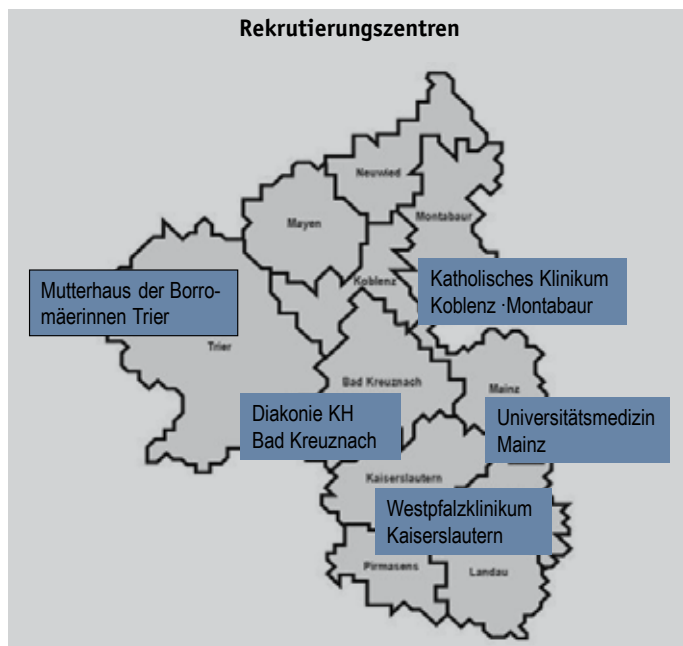 Rekrutierungszentren
Neuwied
Montabaur
Mayen
Koblenz
Katholisches Klinikum
Koblenz ·Montabaur
Mutterhaus der Borro-
mäerinnen Trier
Trier
Bad Kreuznach
Mainz
Diakonie KH
Bad Kreuznach
Universitätsmedizin
Mainz
Kaiserslautern
Westpfalzklinikum
Kaiserslautern
Pirmasens
Landau